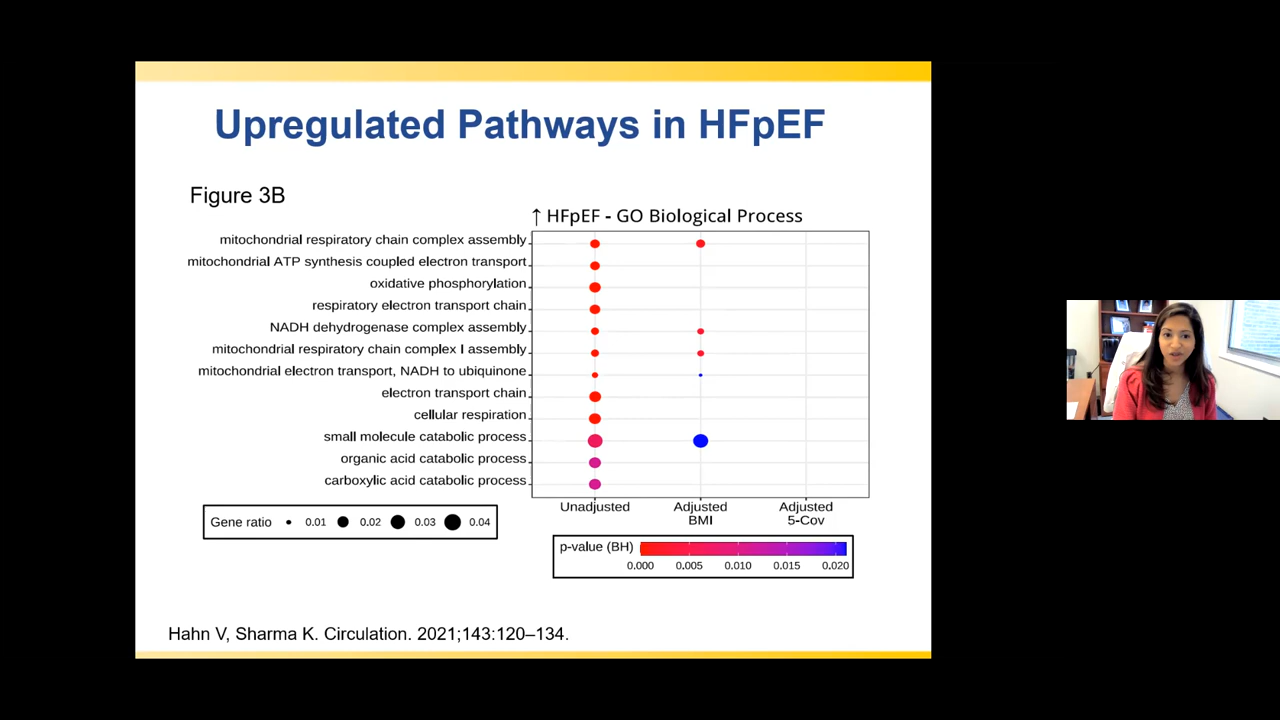 Upregulated Pathways in HFpEF
Figure 3B
↑ HFpEF - GO Biological Process
mitochondrial respiratory chain complex assembly
mitochondrial ATP synthesis coupled electron transport
oxidative phosphorylation
respiratory electron transport chain
NADH dehydrogenase complex assembly
mitochondrial respiratory chain complex I assembly
mitochondrial electron transport, NADH to ubiquinone
electron transport chain
cellular respiration
small molecule catabolic process
organic acid catabolic process
carboxylic acid catabolic process
Unadjusted
Adjusted
BMI
Adjusted
5-Cov
Gene ratio 0.01 0.02 0.03 0.04
p-value (BH)
0.000 0.005 0.010 0.015 0.020
Hahn V, Sharma K. Circulation. 2021;143:120–134.